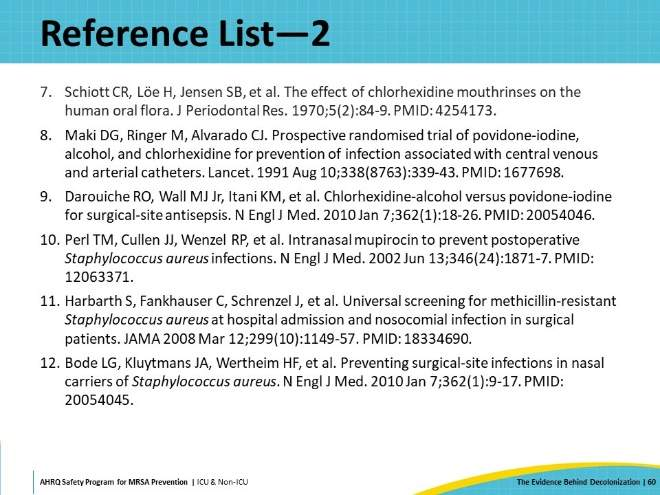 Reference List—2
7. Schiott CR, Löe H, Jensen SB, et al. The effect of chlorhexidine mouthrinses on the
human oral flora. J Periodontal Res. 1970;5(2):84-9. PMID: 4254173.
8. Maki DG, Ringer M, Alvarado CJ. Prospective randomised trial of povidone-iodine,
alcohol, and chlorhexidine for prevention of infection associated with central venous
and arterial catheters. Lancet. 1991 Aug 10;338(8763):339-43. PMID: 1677698.
9. Darouiche RO, Wall MJ Jr, Itani KM, et al. Chlorhexidine-alcohol versus povidone-iodine
for surgical-site antisepsis. N Engl J Med. 2010 Jan 7;362(1):18-26. PMID: 20054046.
10. Perl TM, Cullen JJ, Wenzel RP, et al. Intranasal mupirocin to prevent postoperative
Staphylococcus aureus infections. N Engl J Med. 2002 Jun 13;346(24):1871-7. PMID:
12063371.
11. Harbarth S, Fankhauser C, Schrenzel J, et al. Universal screening for methicillin-resistant
Staphylococcus aureus at hospital admission and nosocomial infection in surgical
patients. JAMA 2008 Mar 12;299(10):1149-57. PMID: 18334690.
12. Bode LG, Kluytmans JA, Wertheim HF, et al. Preventing surgical-site infections in nasal
carriers of Staphylococcus aureus. N Engl J Med. 2010 Jan 7;362(1):9-17. PMID:
20054045.
AHRQ Safety Program for MRSA Prevention | ICU & Non-ICU
The Evidence Behind Decolonization | 60